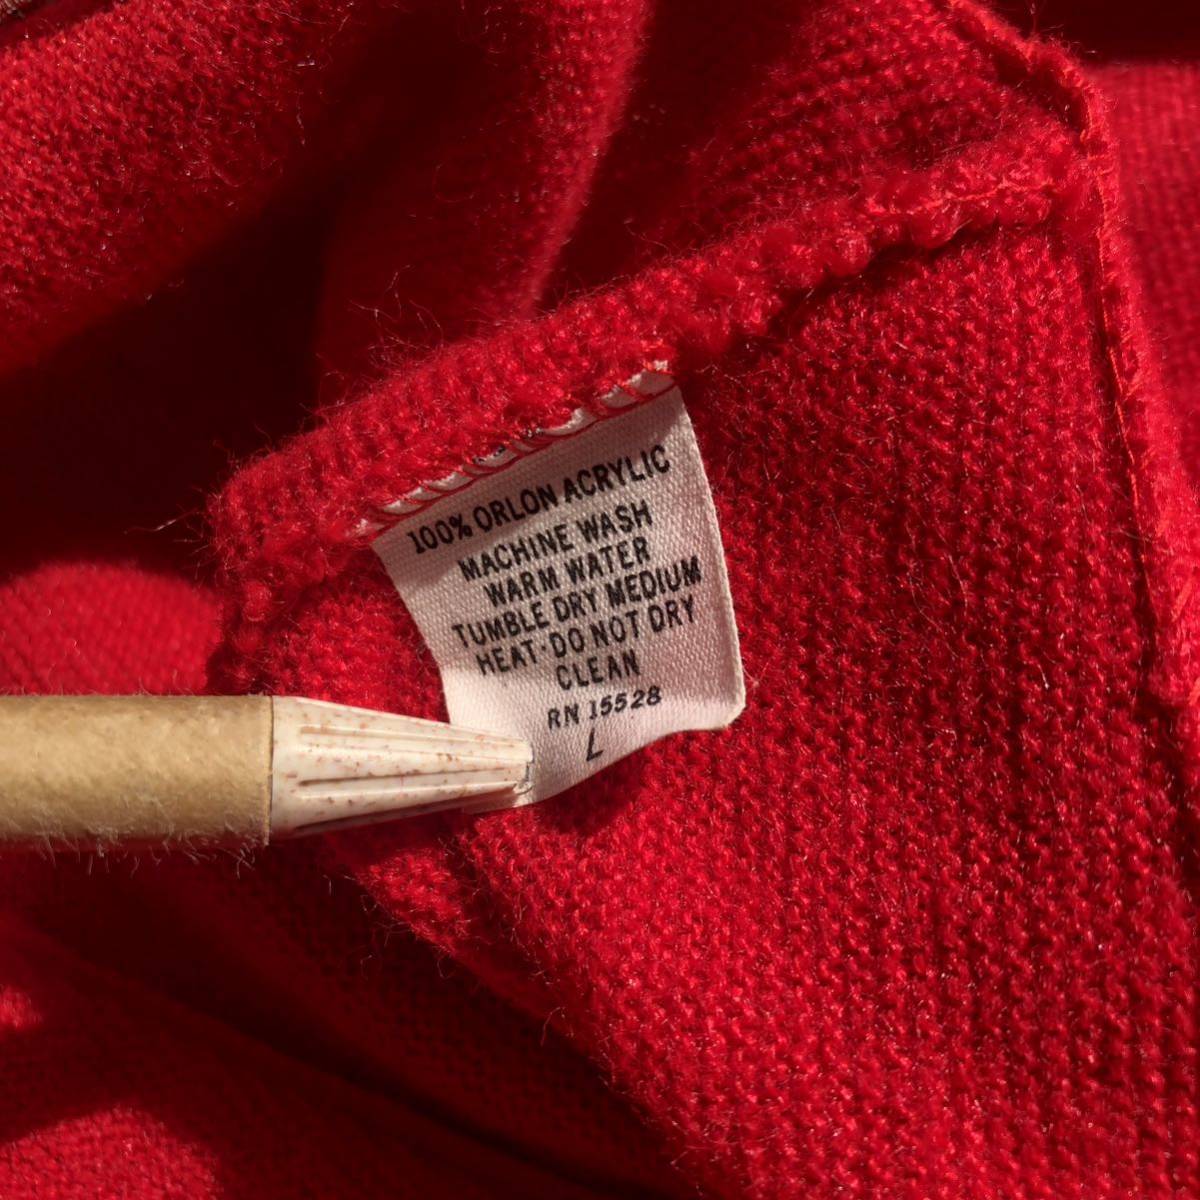 100% ORLON ACRYLIC
MACHINE WASH
WARM WATER
TUMBLE DRY MEDIUM
HEAT·DO NOT DRY
CLEAN
RN 15528
L